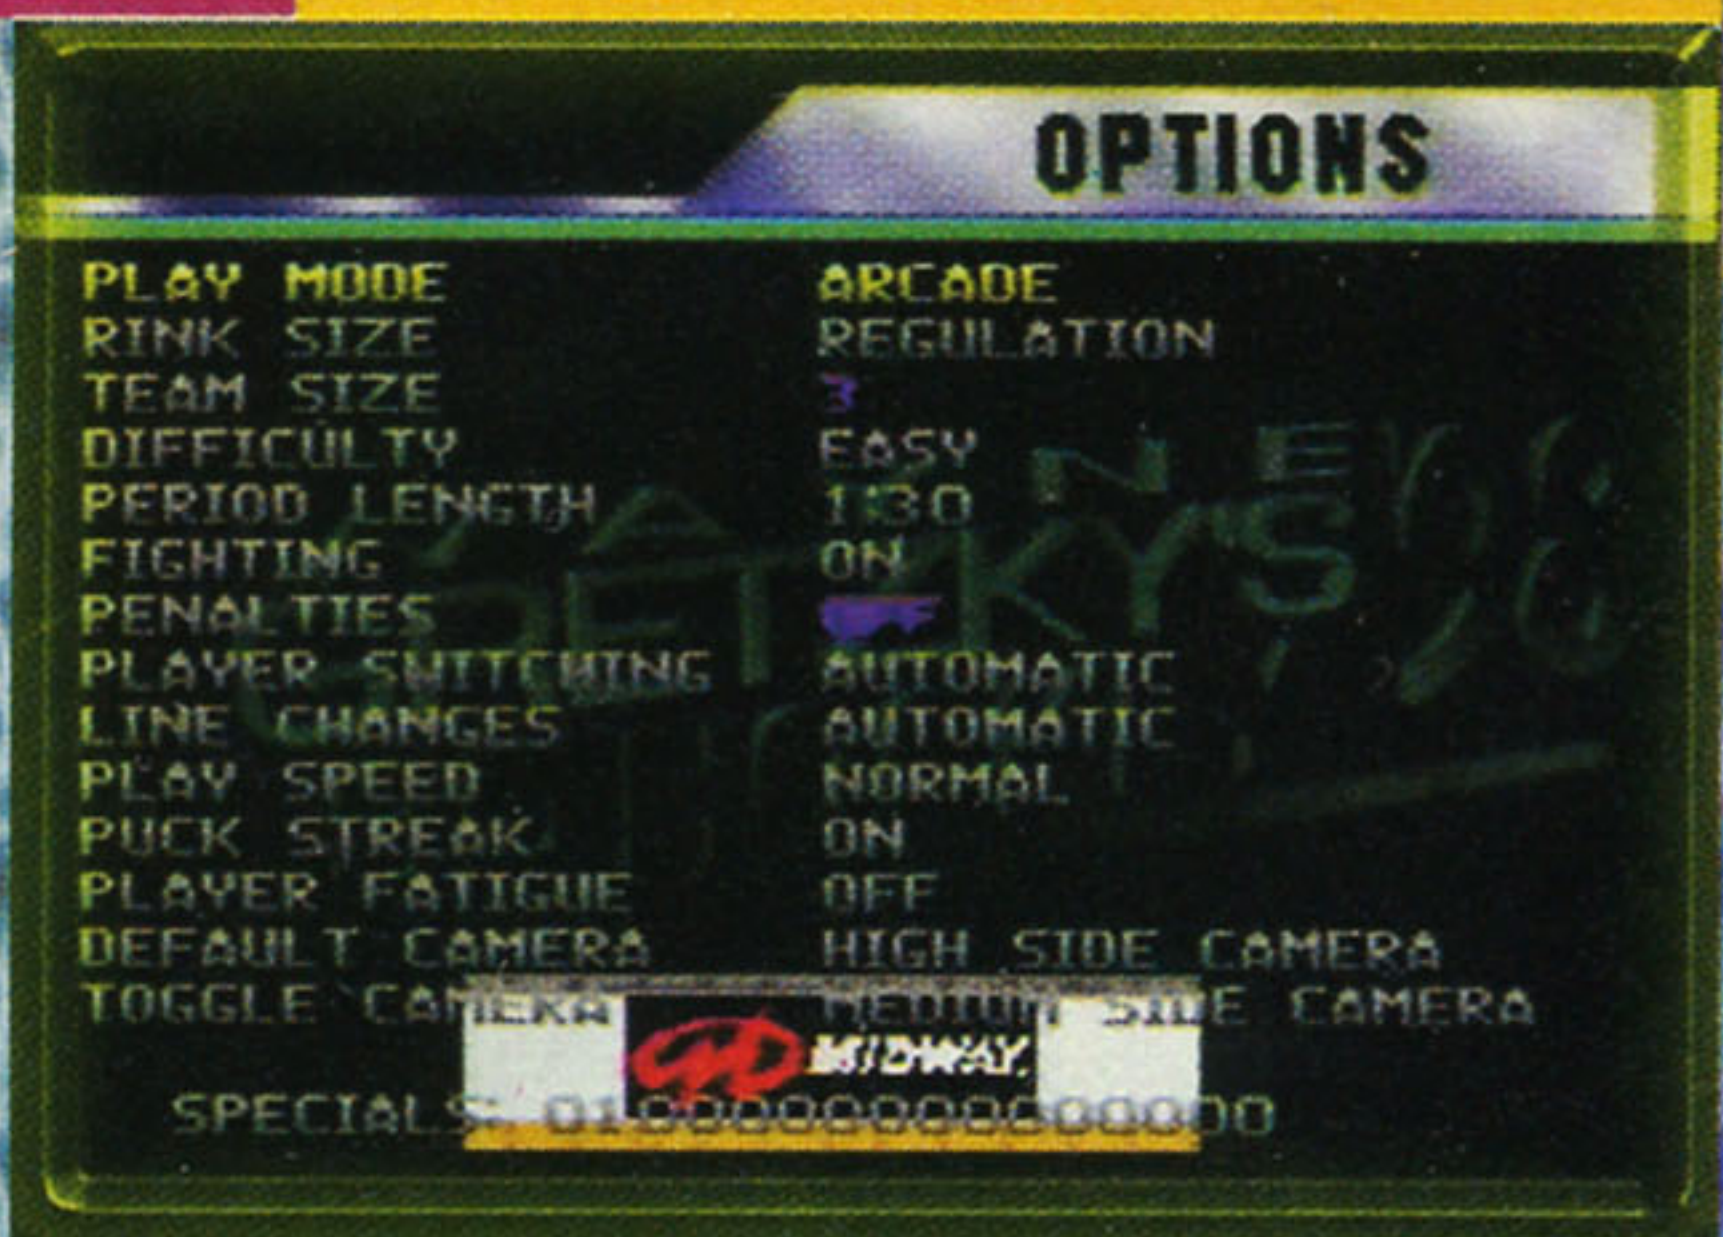 OPTIONS
PLAY MODE ARCADE
RINK SIZE REGULATION
TEAM SIZE 3
DIFFICULTY EASY
PERIOD LENGTH 1:30
FIGHTING ON
PENALTIES
PLAYER SWITCHING AUTOMATIC
LINE CHANGES AUTOMATIC
PLAY SPEED NORMAL
PUCK STREAK ON
PLAYER FATIGUE OFF
DEFAULT CAMERA HIGH SIDE CAMERA
TOGGLE CAMERA MEDIUM SIDE CAMERA
MIDWAY
SPECIALS